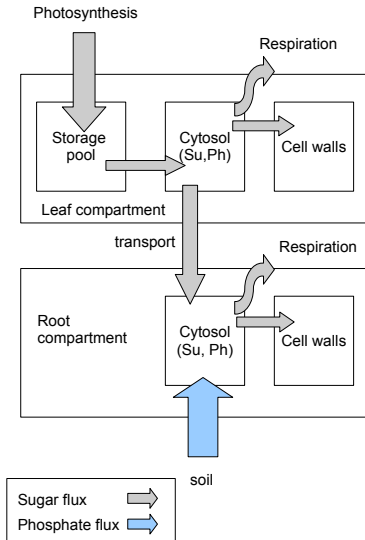 Photosynthesis
Respiration
Storage
pool
Cytosol
(Su,Ph)
Cell walls
Leaf compartment
transport
Respiration
Root
compartment
Cytosol
(Su, Ph)
Cell walls
soil
Sugar flux
Phosphate flux